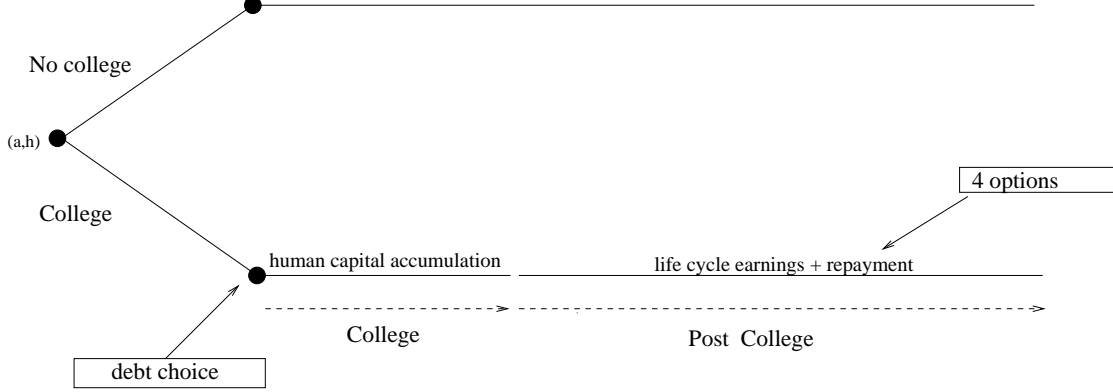 No college
(a,h)
4 options
College
human capital accumulation
life cycle earnings + repayment
College
Post College
debt choice